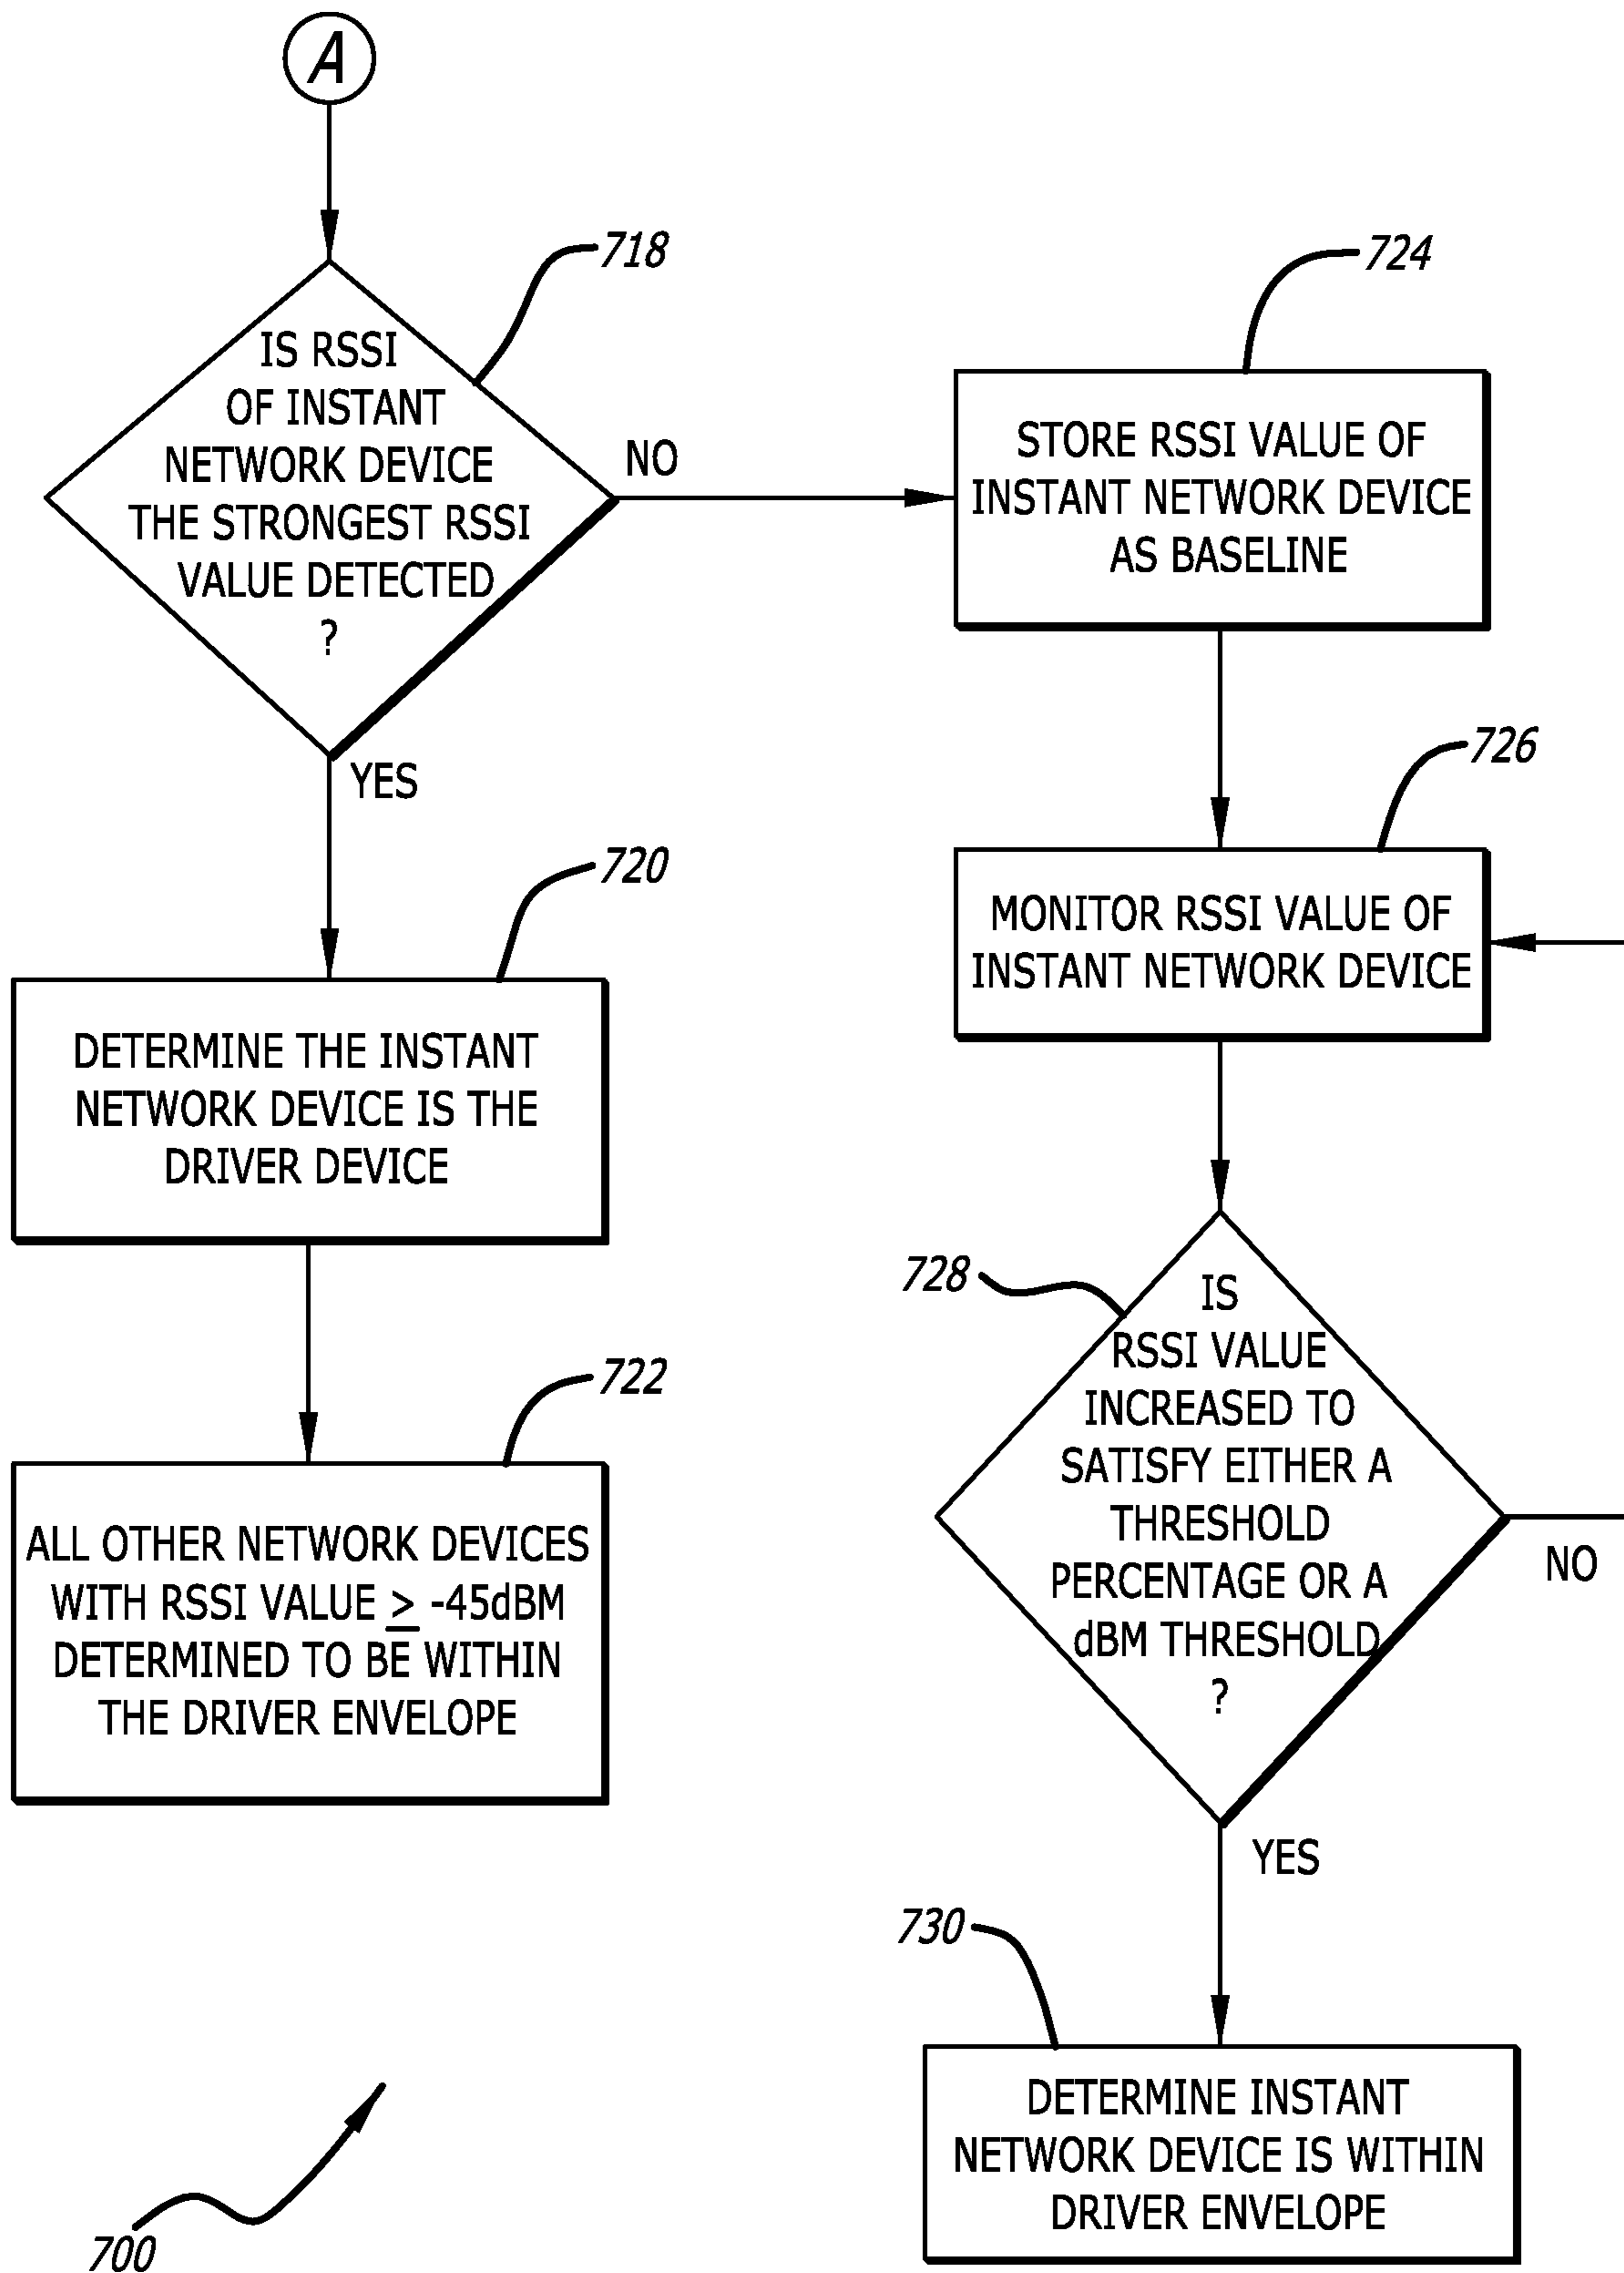 A
718
IS RSSI
OF INSTANT
NETWORK DEVICE
THE STRONGEST RSSI
VALUE DETECTED
?
NO
YES
720
DETERMINE THE INSTANT
NETWORK DEVICE IS THE
DRIVER DEVICE
722
ALL OTHER NETWORK DEVICES
WITH RSSI VALUE ≥ -45dBM
DETERMINED TO BE WITHIN
THE DRIVER ENVELOPE
724
STORE RSSI VALUE OF
INSTANT NETWORK DEVICE
AS BASELINE
726
MONITOR RSSI VALUE OF
INSTANT NETWORK DEVICE
728
IS
RSSI VALUE
INCREASED TO
SATISFY EITHER A
THRESHOLD
PERCENTAGE OR A
dBM THRESHOLD
?
NO
YES
730
DETERMINE INSTANT
NETWORK DEVICE IS WITHIN
DRIVER ENVELOPE
700